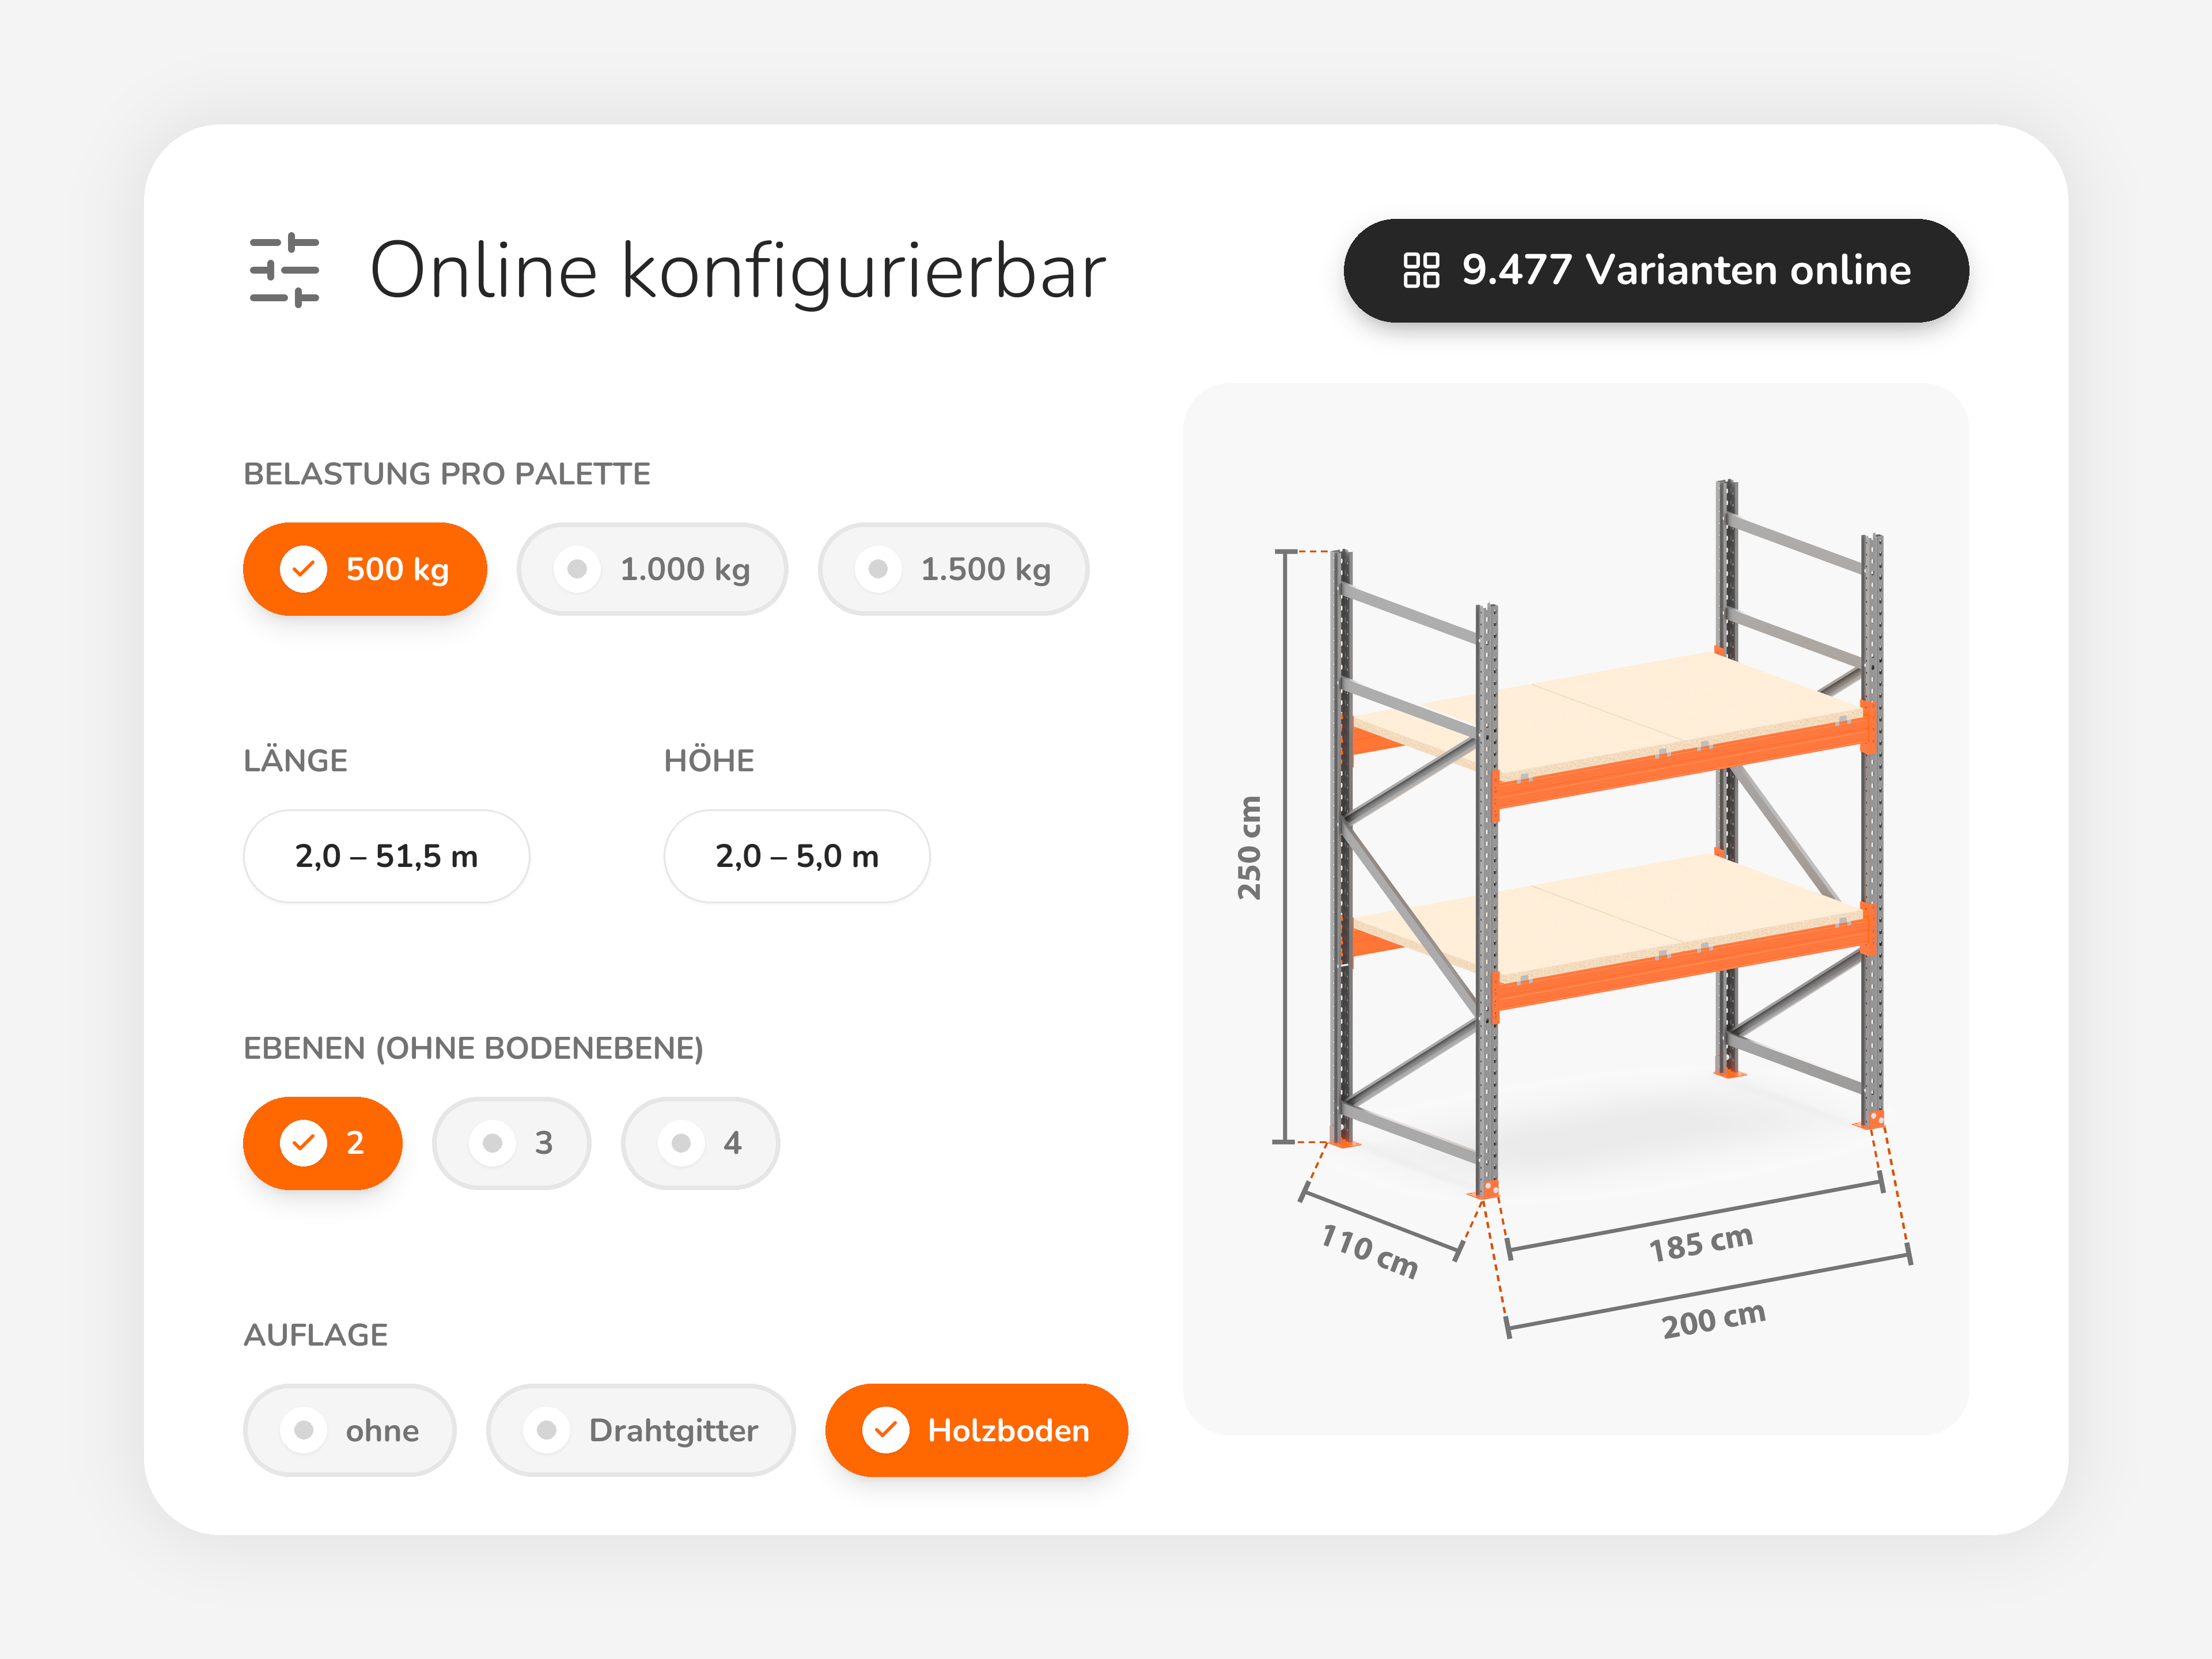 Online konfigurierbar
9.477 Varianten online
BELASTUNG PRO PALETTE
500 kg
1.000 kg
1.500 kg
LÄNGE
HÖHE
2,0 – 51,5 m
2,0 – 5,0 m
EBENEN (OHNE BODENEBENE)
2
3
4
AUFLAGE
ohne
Drahtgitter
Holzboden
250 cm
110 cm
185 cm
200 cm